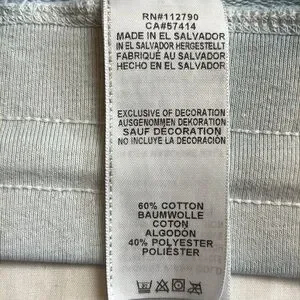 RN#112790
CA#57414
MADE IN EL SALVADOR
IN EL SALVADOR HERGESTELLT
FABRIQUÉ AU SALVADOR
HECHO EN EL SALVADOR
EXCLUSIVE OF DECORATION
AUSGENOMMEN DEKORATION
SAUF DÉCORATION
NO INCLUYE LA DECORACIÓN
60% COTTON
BAUMWOLLE
COTON
ALGODÓN
40% POLYESTER
POLIÉSTER